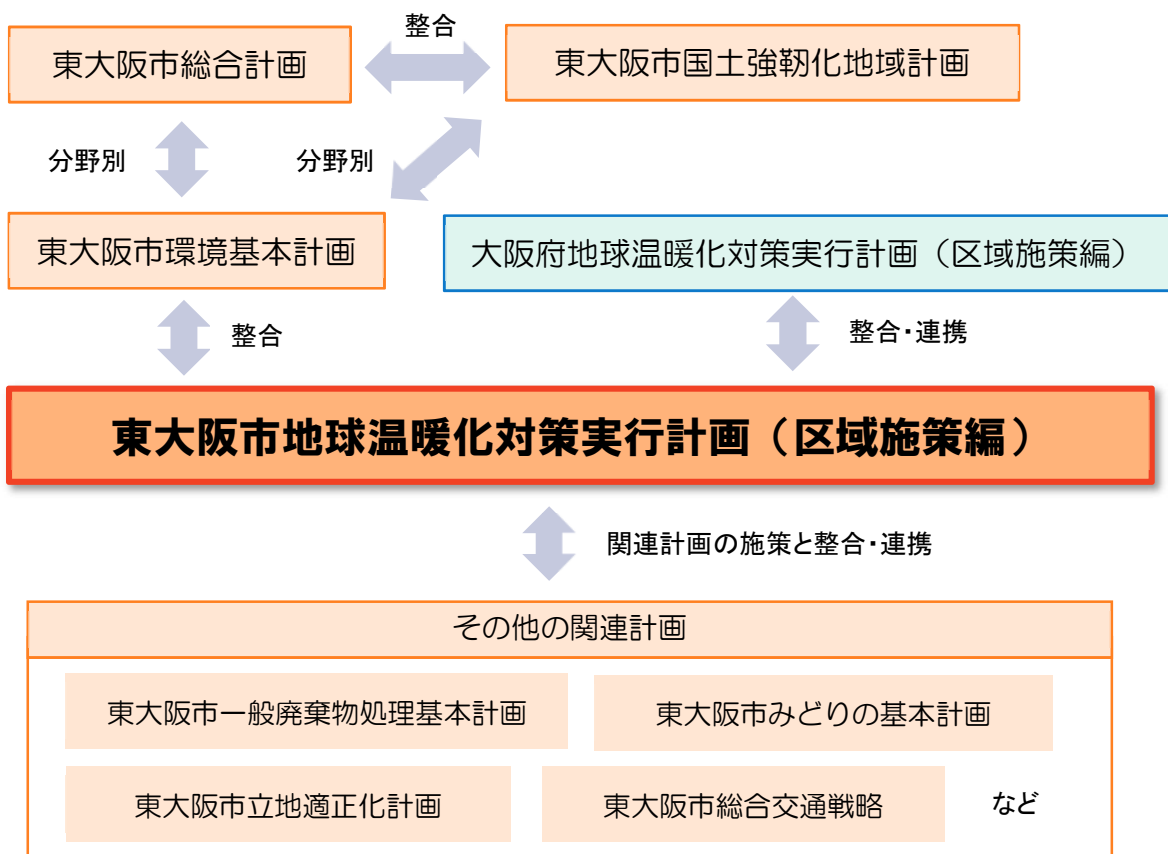 整合
東大阪市総合計画
東大阪市国土強靭化地域計画
分野別
分野別
東大阪市環境基本計画
大阪府地球温暖化対策実行計画（区域施策編）
整合
整合・連携
東大阪市地球温暖化対策実行計画（区域施策編）
関連計画の施策と整合・連携
その他の関連計画
東大阪市一般廃棄物処理基本計画
東大阪市みどりの基本計画
東大阪市立地適正化計画
東大阪市総合交通戦略
など